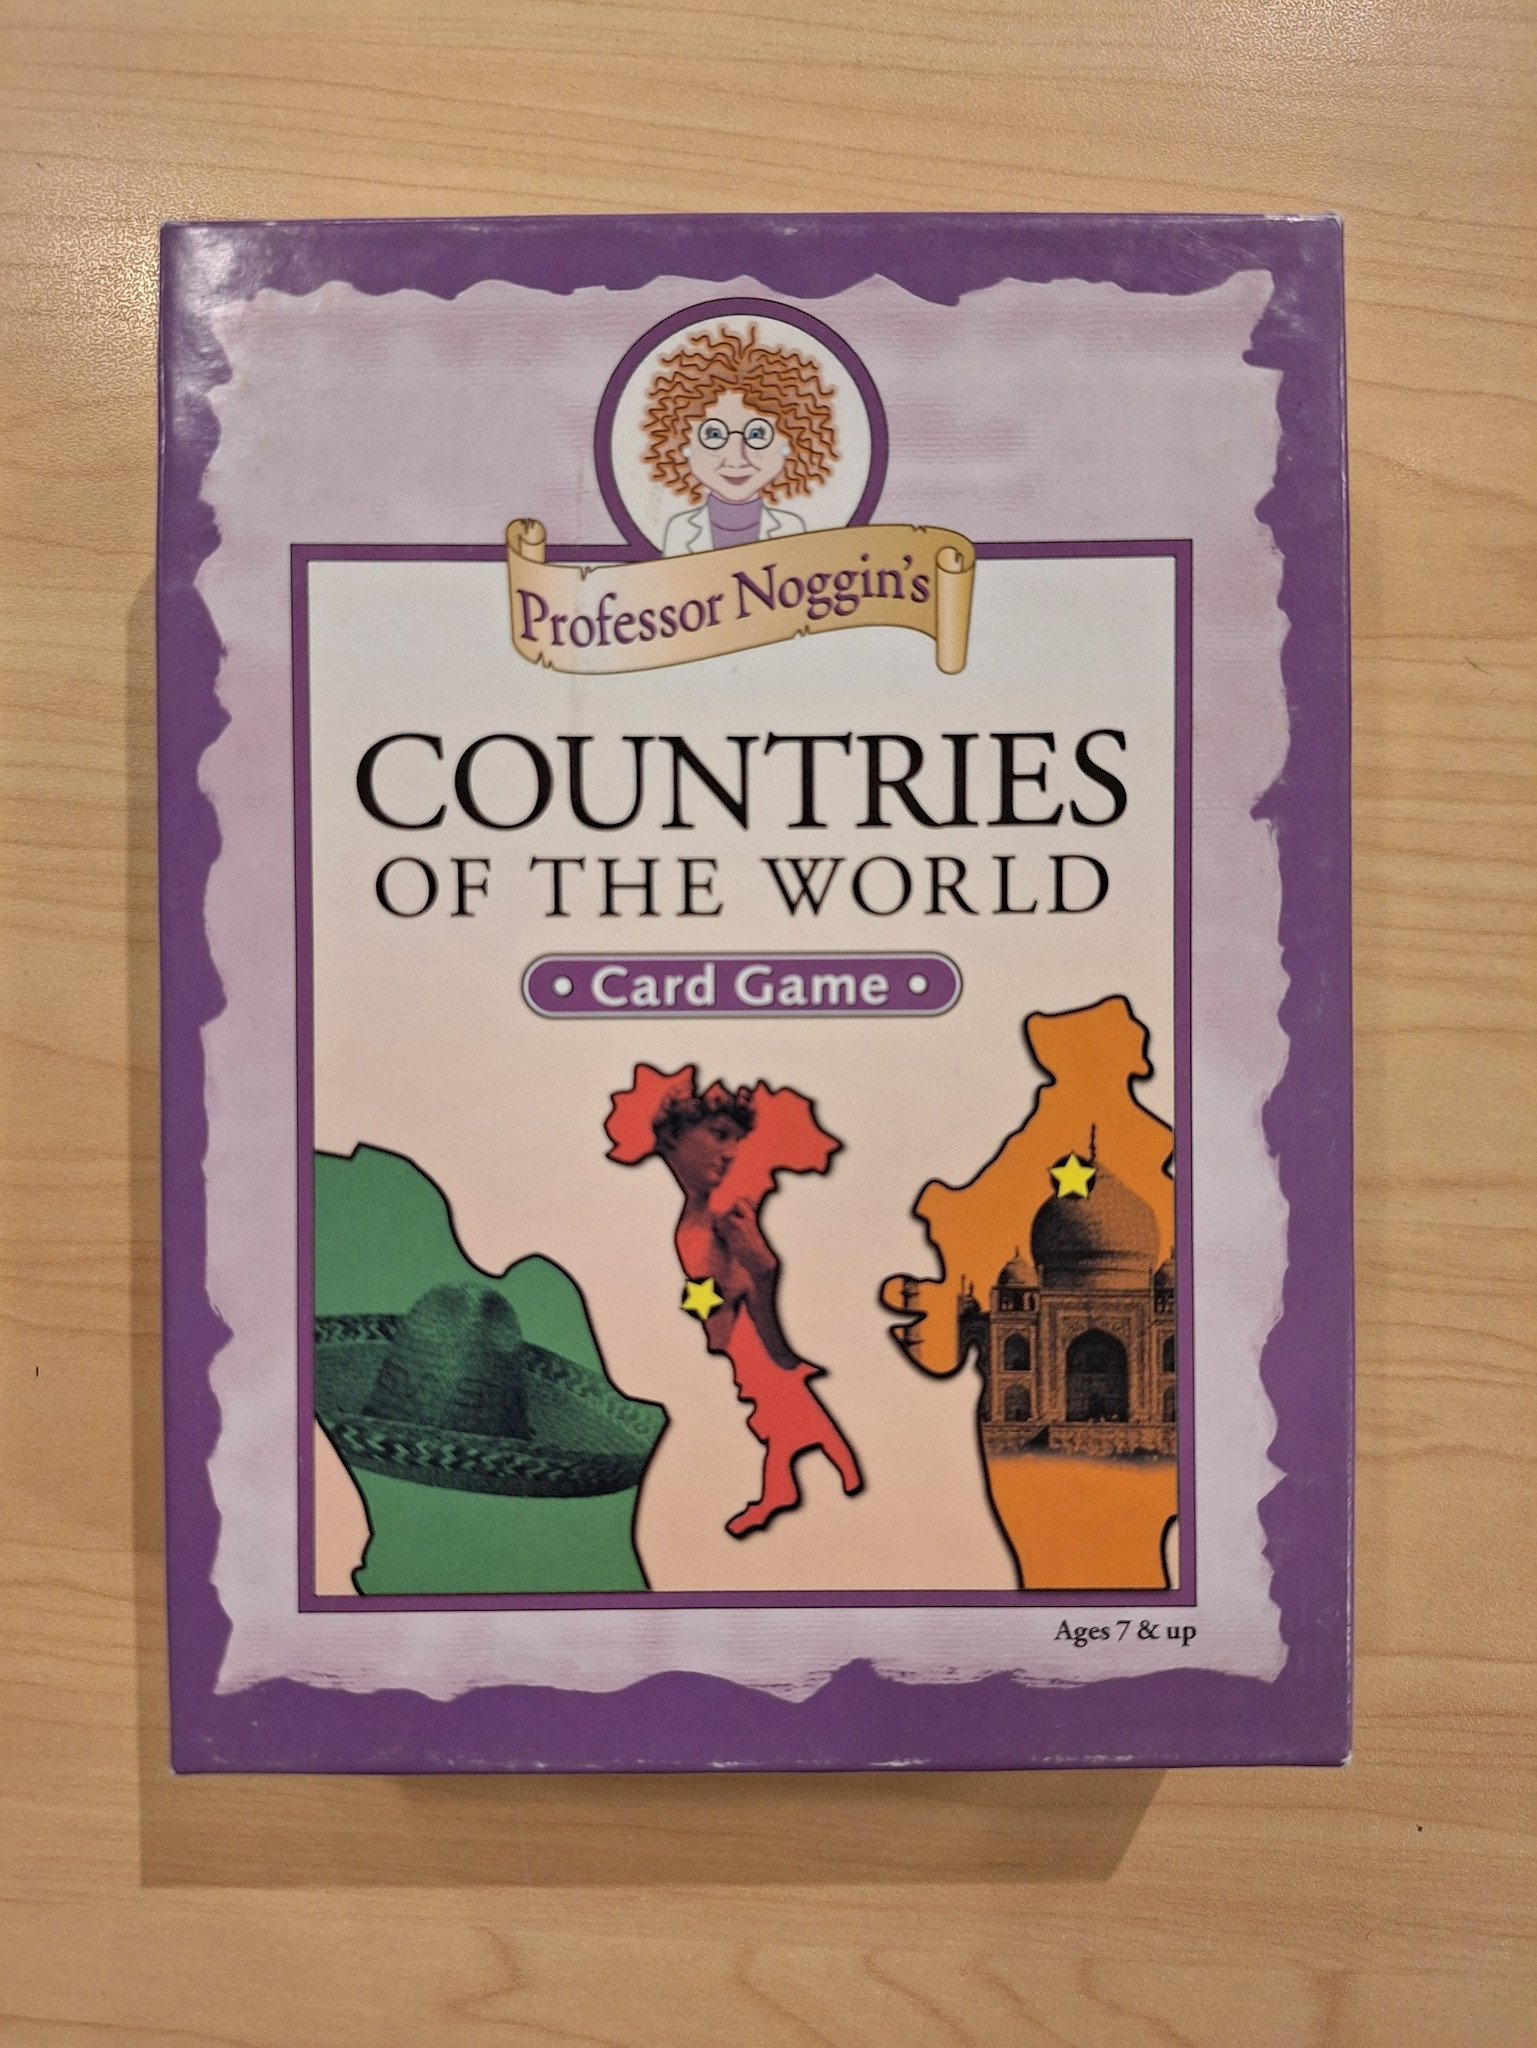 Professor Noggin's
COUNTRIES
OF THE WORLD
• Card Game •
Ages 7 & up